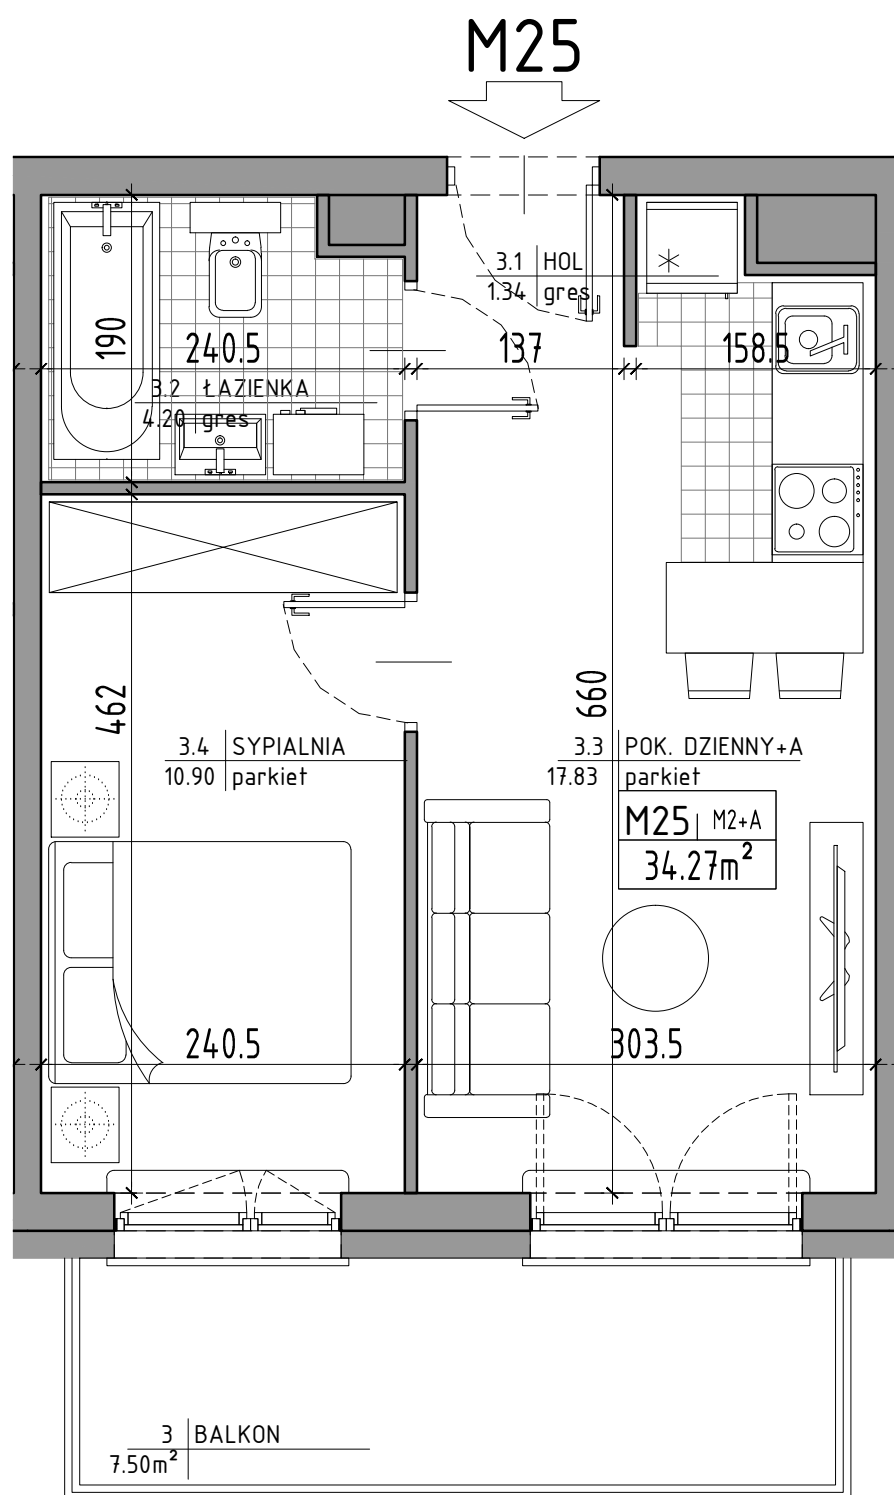 M25
3.1 HOL
1.34 gres
190
240.5
137
158.5
3.2 ŁAZIENKA
4.20 gres
462
660
3.4 SYPIALNIA
10.90 parkiet
3.3 POK. DZIENNY+A
17.83 parkiet
M25 M2+A
34.27m²
240.5
303.5
3 BALKON
7.50m²